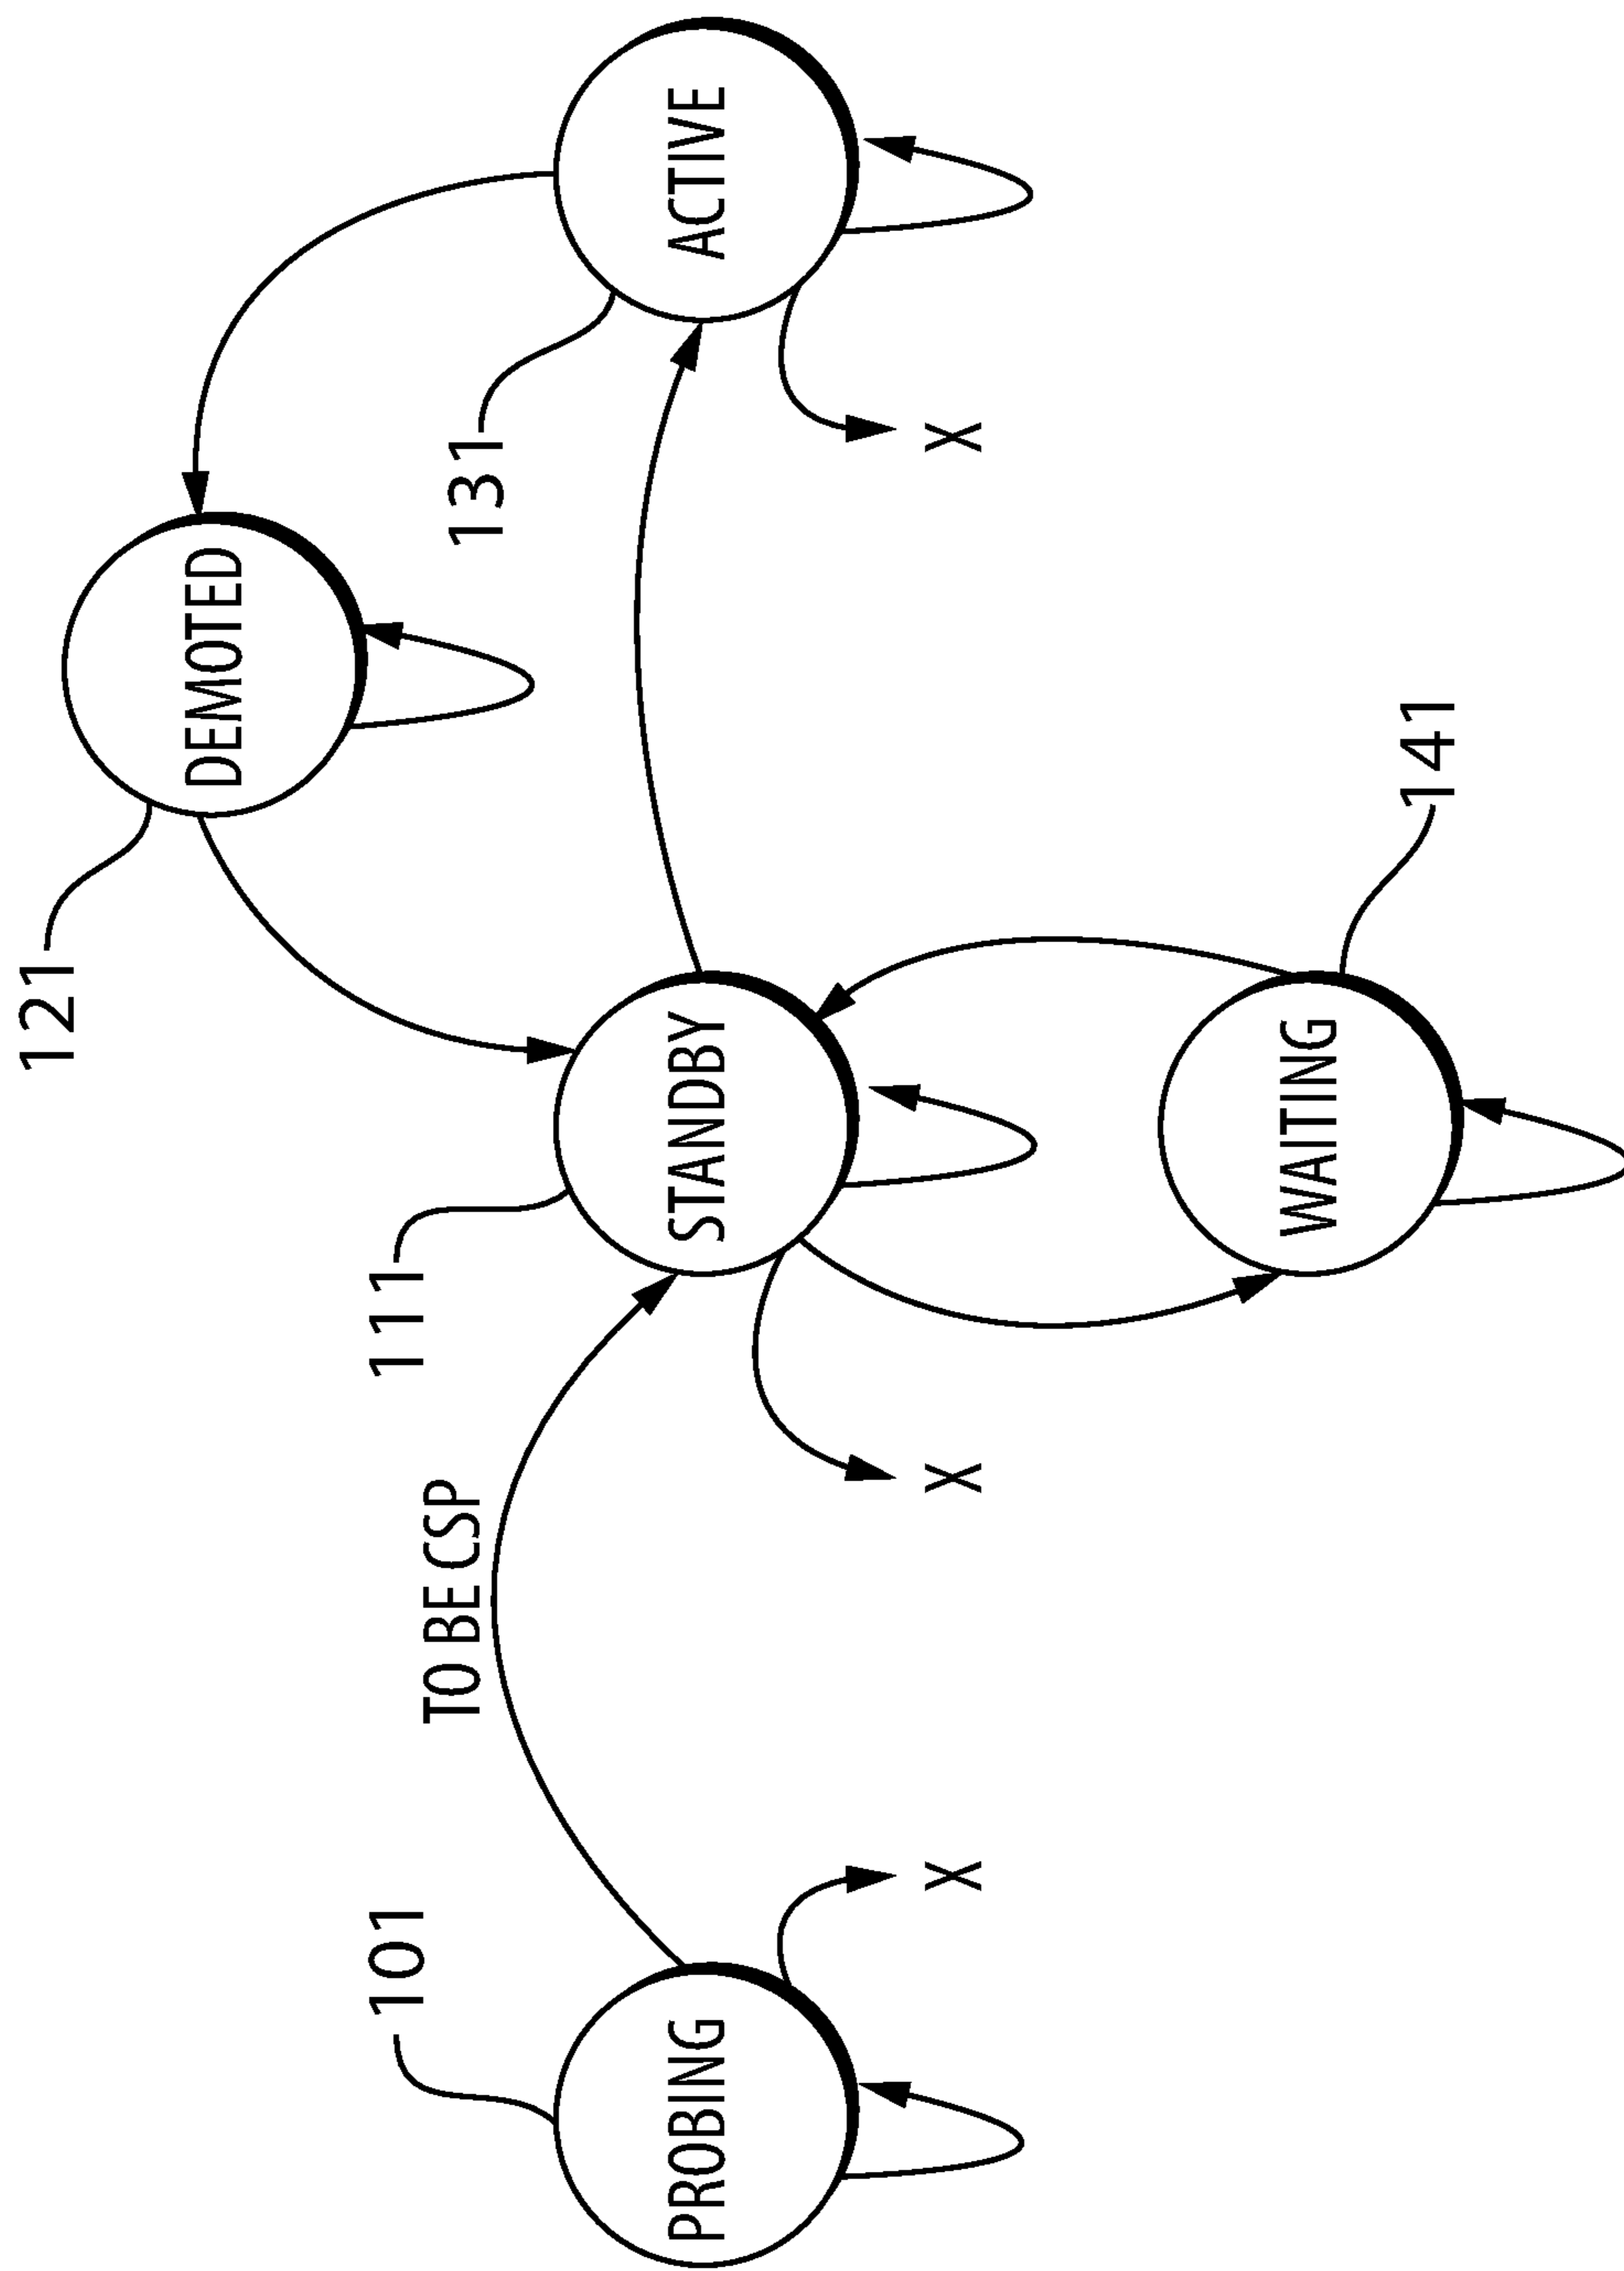 121
DEMOTED
101
TO BE CSP
111
131
PROBING
STANDBY
ACTIVE
X
X
X
WAITING
141